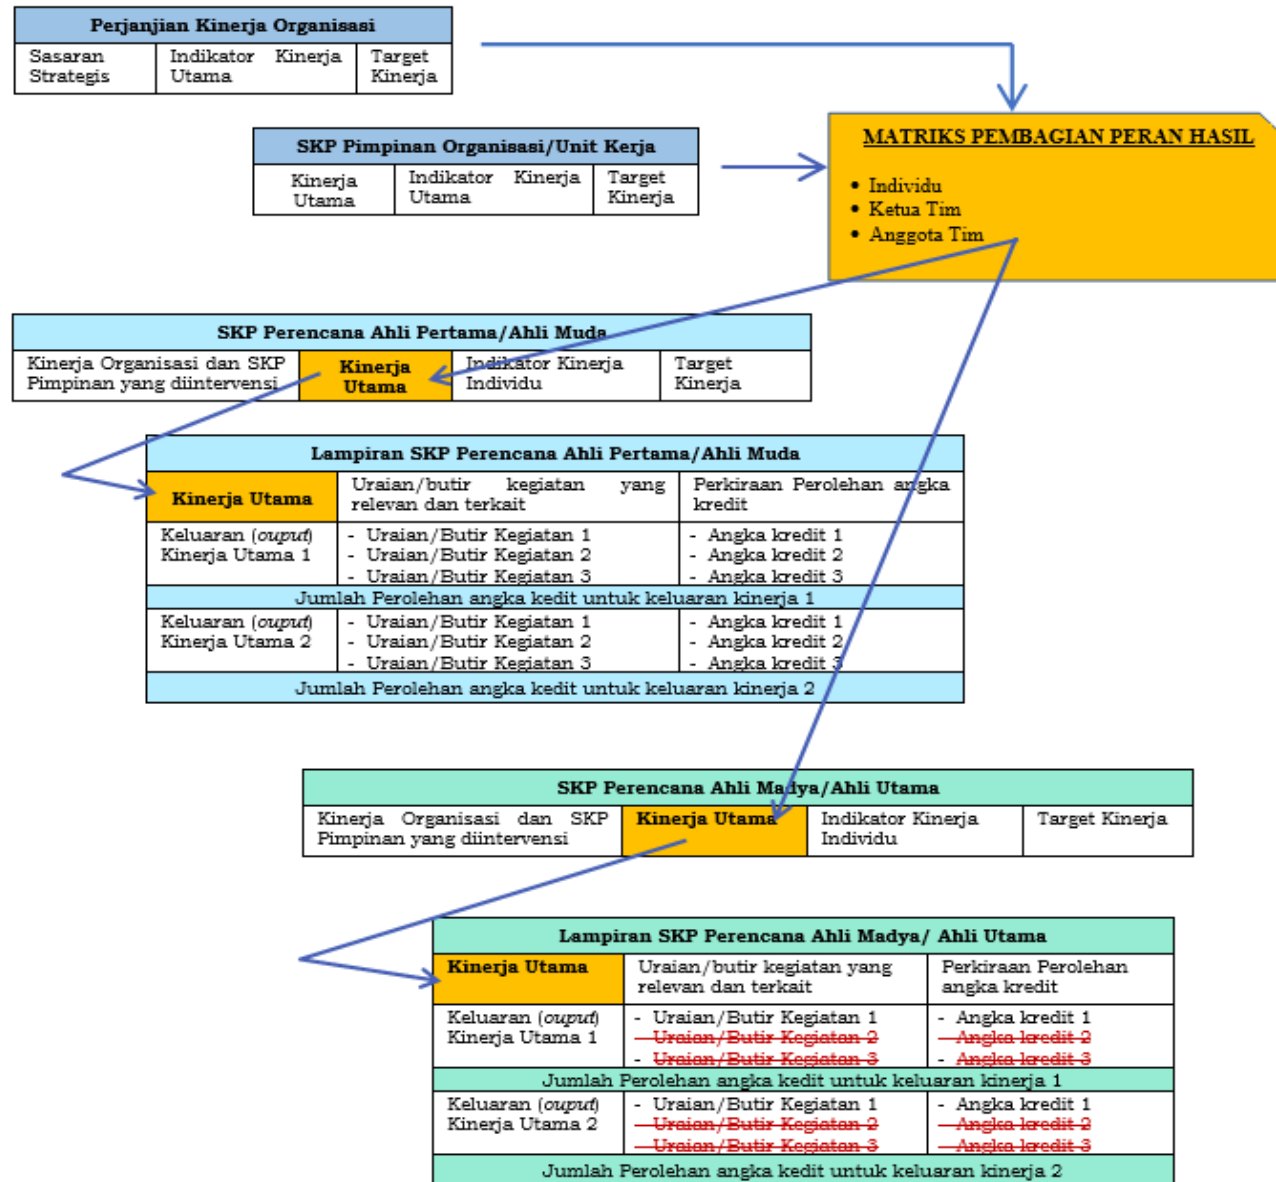 Perjanjian Kinerja Organisasi
Sasaran Strategis
Indikator Kinerja Utama
Target Kinerja
SKP Pimpinan Organisasi/Unit Kerja
Kinerja Utama
Indikator Kinerja Utama
Target Kinerja
MATRIKS PEMBAGIAN PERAN HASIL
• Individu
• Ketua Tim
• Anggota Tim
SKP Perencana Ahli Pertama/Ahli Muda
Kinerja Organisasi dan SKP
Pimpinan yang diintervensi
Kinerja
Utama
Indikator Kinerja
Individu
Target
Kinerja
Lampiran SKP Perencana Ahli Pertama/Ahli Muda
Kinerja Utama
Uraian/butir kegiatan yang
relevan dan terkait
Perkiraan Perolehan angka
kredit
Keluaran (ouput)
Kinerja Utama 1
- Uraian/Butir Kegiatan 1
- Uraian/Butir Kegiatan 2
- Uraian/Butir Kegiatan 3
- Angka kredit 1
- Angka kredit 2
- Angka kredit 3
Jumlah Perolehan angka kedit untuk keluaran kinerja 1
Keluaran (ouput)
Kinerja Utama 2
- Uraian/Butir Kegiatan 1
- Uraian/Butir Kegiatan 2
- Uraian/Butir Kegiatan 3
- Angka kredit 1
- Angka kredit 2
- Angka kredit 3
Jumlah Perolehan angka kedit untuk keluaran kinerja 2
SKP Perencana Ahli Madya/Ahli Utama
Kinerja Organisasi dan SKP
Pimpinan yang diintervensi
Kinerja Utama
Indikator Kinerja
Individu
Target Kinerja
Lampiran SKP Perencana Ahli Madya/ Ahli Utama
Kinerja Utama
Uraian/butir kegiatan yang
relevan dan terkait
Perkiraan Perolehan
angka kredit
Keluaran (ouput)
Kinerja Utama 1
- Uraian/Butir Kegiatan 1
- Uraian/Butir Kegiatan 2
- Uraian/Butir Kegiatan 3
- Angka kredit 1
- Angka kredit 2
- Angka kredit 3
Jumlah Perolehan angka kedit untuk keluaran kinerja 1
Keluaran (ouput)
Kinerja Utama 2
- Uraian/Butir Kegiatan 1
- Uraian/Butir Kegiatan 2
- Uraian/Butir Kegiatan 3
- Angka kredit 1
- Angka kredit 2
- Angka kredit 3
Jumlah Perolehan angka kedit untuk keluaran kinerja 2